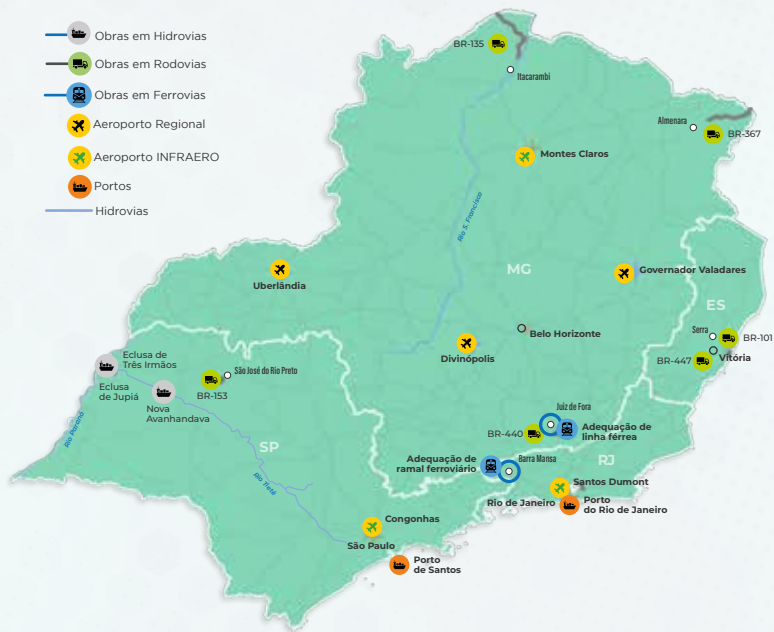 Obras em Hidrovias
Obras em Rodovias
Obras em Ferrovias
Aeroporto Regional
Aeroporto INFRAERO
Portos
Hidrovias
BR-135
Itacarambi
Almenara
BR-367
Montes Claros
Rio S. Francisco
MG
Uberlândia
Governador Valadares
ES
Belo Horizonte
Divinópolis
Serra
BR-101
Vitória
BR-447
Eclusa de
Três Irmãos
Eclusa
de Jupiá
Nova
Avanhandava
São José do Rio Preto
BR-153
Rio Paraná
SP
Rio Tietê
Juiz de Fora
BR-440
Adequação de
linha férrea
Adequação de
ramal ferroviário
Barra Mansa
RJ
Santos Dumont
Rio de Janeiro
Porto
do Rio de Janeiro
Congonhas
São Paulo
Porto
de Santos